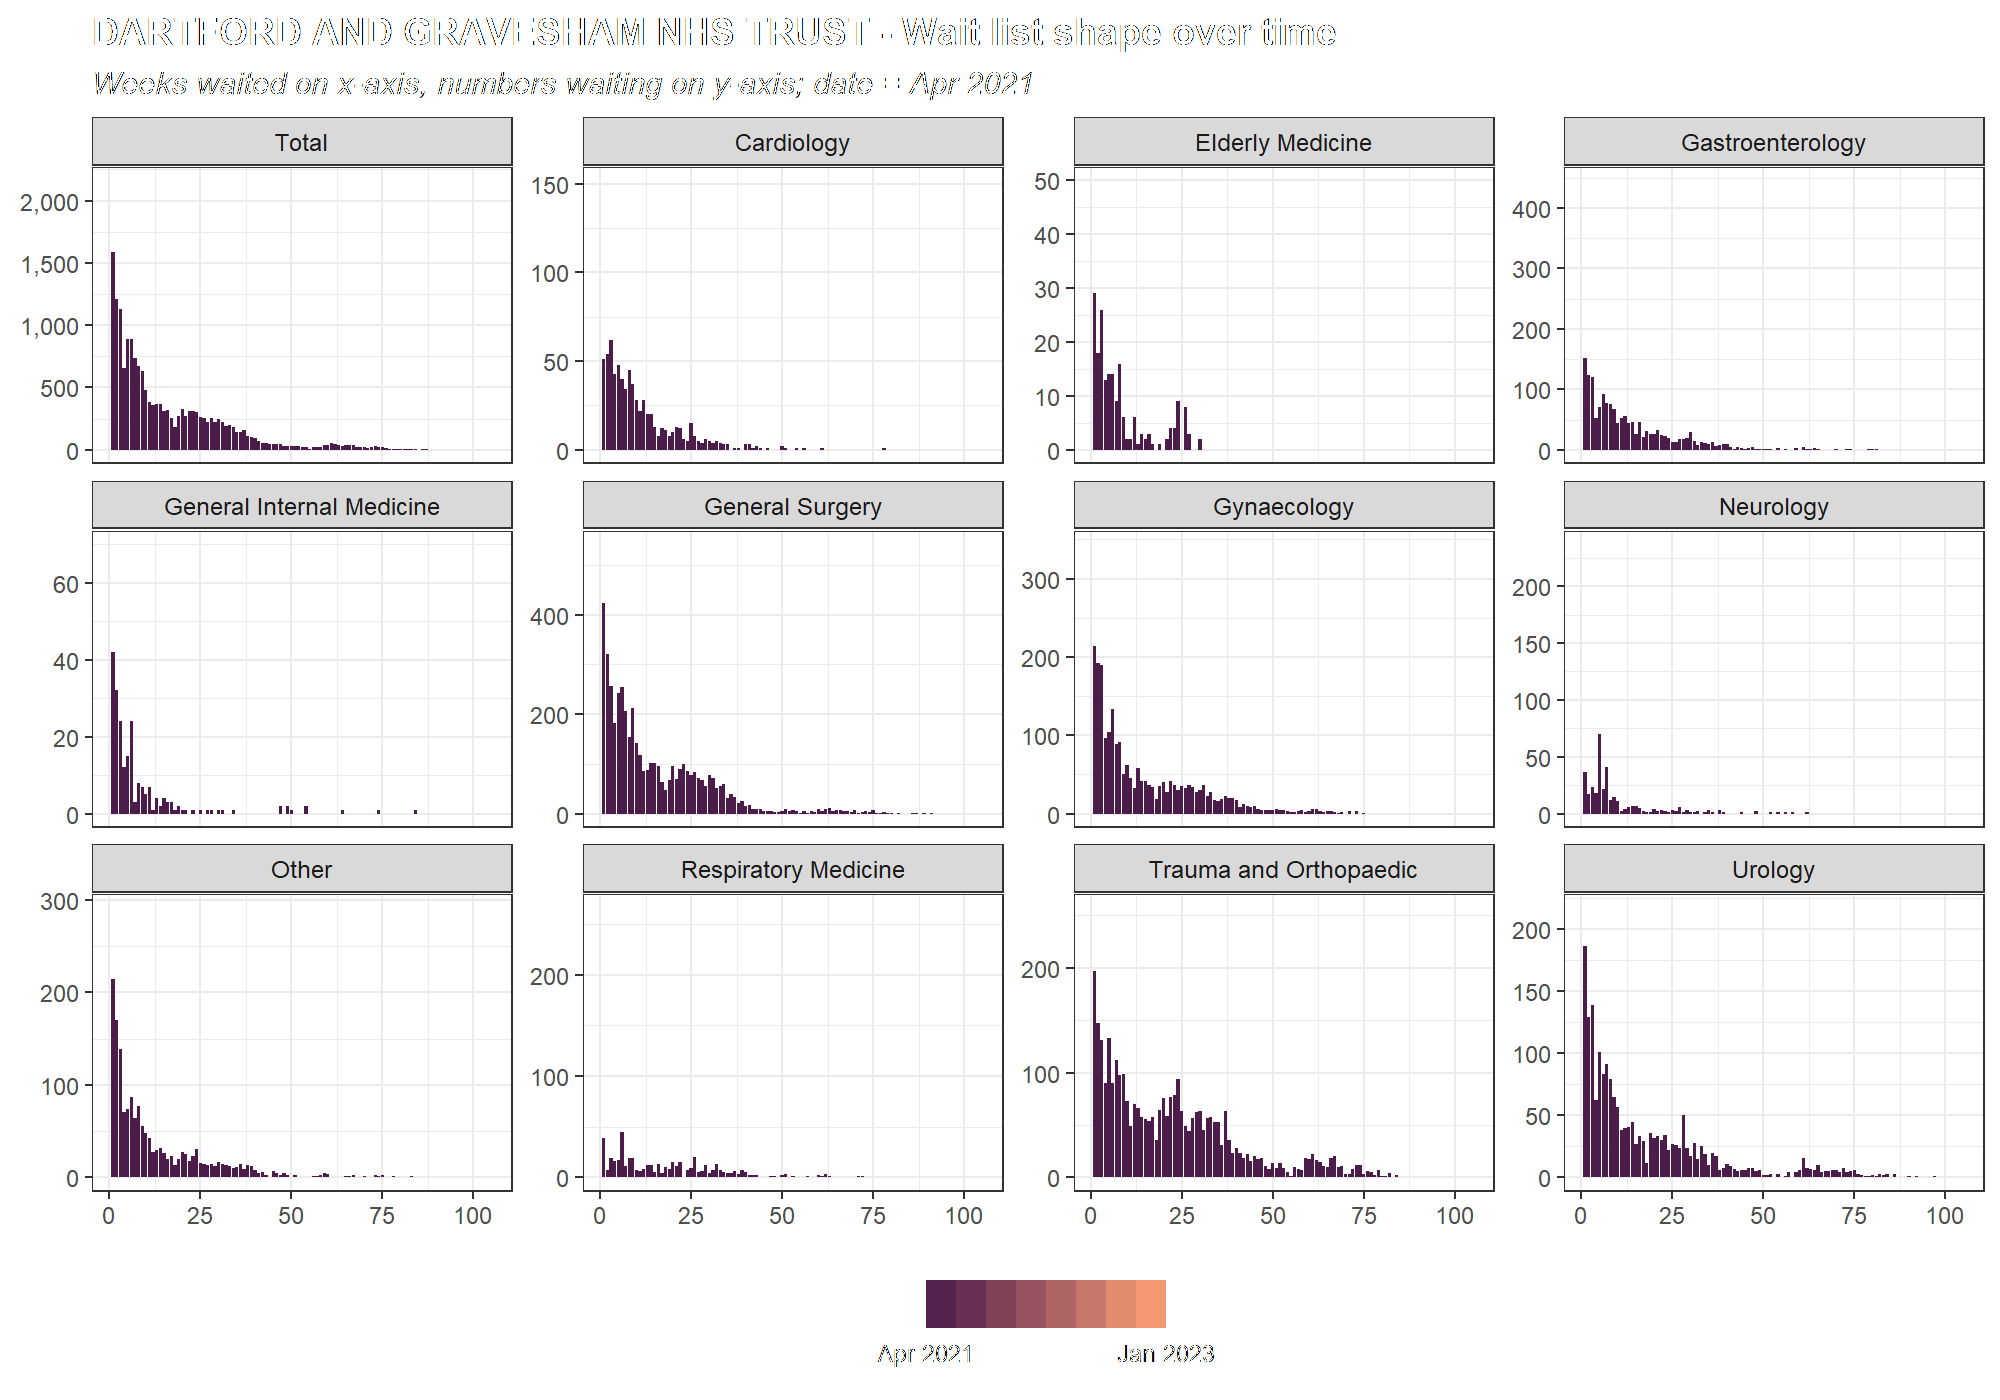 DARTFORD AND GRAVESHAM NHS TRUST - Wait list shape over time
Weeks waited on x-axis, numbers waiting on y-axis; date = Apr 2021
Total
Cardiology
Elderly Medicine
Gastroenterology
2,000
1,500
1,000
500
0
150
100
50
0
50
40
30
20
10
0
400
300
200
100
0
General Internal Medicine
General Surgery
Gynaecology
Neurology
60
40
20
0
400
200
0
300
200
100
0
200
150
100
50
0
Other
Respiratory Medicine
Trauma and Orthopaedic
Urology
300
200
100
0
200
100
0
200
100
0
200
150
100
50
0
0 25 50 75 100
0 25 50 75 100
0 25 50 75 100
0 25 50 75 100
Apr 2021
Jan 2023